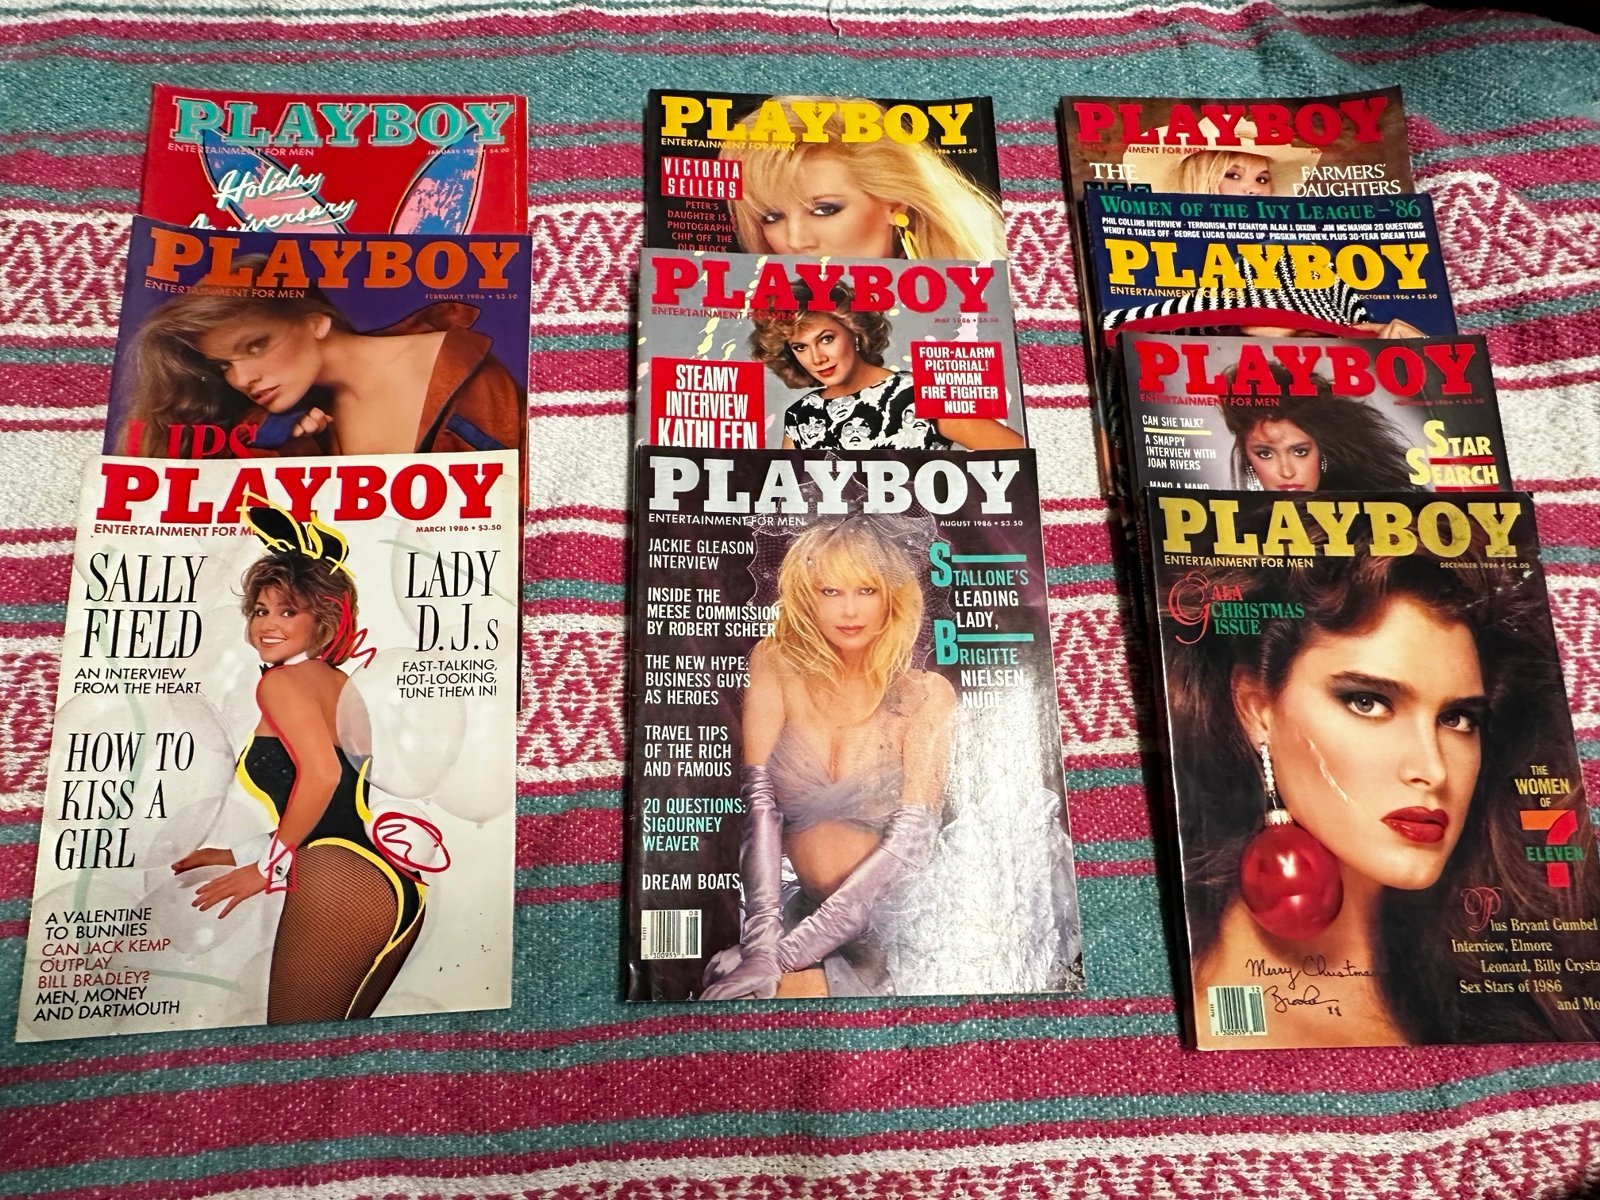 PLAYBOY
ENTERTAINMENT FOR MEN
JANUARY 1986 • $4.00
Holiday
Anniversary
PLAYBOY
ENTERTAINMENT FOR MEN
FEBRUARY 1986 • $3.50
LIPS
PLAYBOY
ENTERTAINMENT FOR ME
MARCH 1986 • $3.50
SALLY
FIELD
AN INTERVIEW
FROM THE HEART
LADY
D.J.s
FAST-TALKING,
HOT-LOOKING,
TUNE THEM IN!
HOW TO
KISS A
GIRL
A VALENTINE
TO BUNNIES
CAN JACK KEMP
OUTPLAY
BILL BRADLEY?
MEN, MONEY
AND DARTMOUTH
PLAYBOY
ENTERTAINMENT FOR MEN
1986 • $3.50
VICTORIA
SELLERS
PETER'S
DAUGHTER IS A
PHOTOGRAPHIC
CHIP OFF THE
OLD BLOCK
PLAYBOY
ENTERTAINMENT FOR MEN
MAY 1986 • $3.50
STEAMY
INTERVIEW
KATHLEEN
FOUR-ALARM
PICTORIAL!
WOMAN
FIRE FIGHTER
NUDE
PLAYBOY
ENTERTAINMENT FOR MEN
AUGUST 1986 • $3.50
JACKIE GLEASON
INTERVIEW
INSIDE THE
MEESE COMMISSION
BY ROBERT SCHEER
THE NEW HYPE:
BUSINESS GUYS
AS HEROES
TRAVEL TIPS
OF THE RICH
AND FAMOUS
20 QUESTIONS:
SIGOURNEY
WEAVER
DREAM BOATS
STALLONE'S
LEADING
LADY,
BRIGITTE
NIELSEN,
NUDE
08
PLAYBOY
ENTERTAINMENT FOR MEN
THE
FARMERS'
DAUGHTERS
WOMEN OF THE IVY LEAGUE–'86
PHIL COLLINS INTERVIEW · TERRORISM, BY SENATOR ALAN J. DIXON · JIM MCMAHON 20 QUESTIONS
WENDY O. TAKES OFF · GEORGE LUCAS QUACKS UP · PIGSKIN PREVIEW, PLUS 30-TEAR DREAM TEAM
PLAYBOY
ENTERTAINMENT FOR MEN
OCTOBER 1986 • $3.50
PLAYBOY
ENTERTAINMENT FOR MEN
CAN SHE TALK?
A SNAPPY
INTERVIEW WITH
JOAN RIVERS
MANO A MANO
STAR
SEARCH
PLAYBOY
ENTERTAINMENT FOR MEN
DECEMBER 1986 • $4.00
GALA
CHRISTMAS
ISSUE
THE
WOMEN
OF
7
ELEVEN
Plus Bryant Gumbel
Interview, Elmore
Leonard, Billy Crysta
Sex Stars of 1986
and Mo
Merry Christmas
Brooke
12